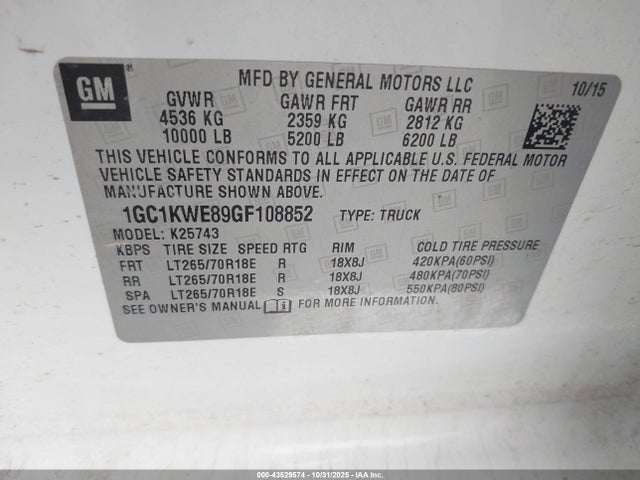 GM ®
MFD BY GENERAL MOTORS LLC 10/15
GVWR GAWR FRT GAWR RR
4536 KG 2359 KG 2812 KG
10000 LB 5200 LB 6200 LB
THIS VEHICLE CONFORMS TO ALL APPLICABLE U.S. FEDERAL MOTOR
VEHICLE SAFETY STANDARDS IN EFFECT ON THE DATE OF
MANUFACTURE SHOWN ABOVE.
1GC1KWE89GF108852 TYPE: TRUCK
MODEL: K25743
KBPS TIRE SIZE SPEED RTG RIM COLD TIRE PRESSURE
FRT LT265/70R18E R 18X8J 420KPA(60PSI)
RR LT265/70R18E R 18X8J 480KPA(70PSI)
SPA LT265/70R18E S 18X8J 550KPA(80PSI)
SEE OWNER'S MANUAL FOR MORE INFORMATION.
000-43529574 | 10/31/2025 - IAA Inc.